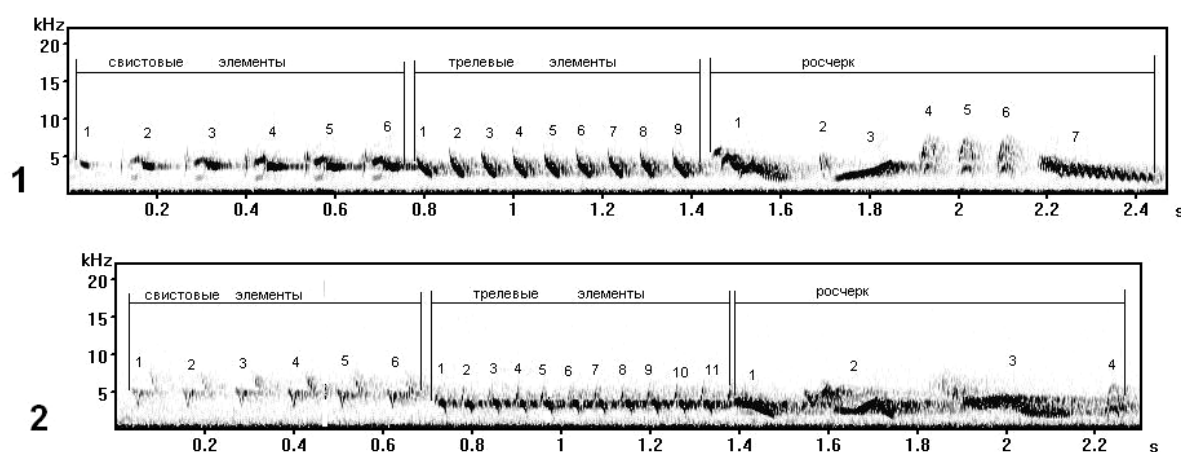 kHz
20
15
10
5
свистовые элементы
трелевые элементы
росчерк
1 2 3 4 5 6
1 2 3 4 5 6 7 8 9
1 2 3 4 5 6 7
1
0.2 0.4 0.6 0.8 1 1.2 1.4 1.6 1.8 2 2.2 2.4 s
kHz
20
15
10
5
свистовые элементы
трелевые элементы
росчерк
1 2 3 4 5 6
1 2 3 4 5 6 7 8 9 10 11
1 2 3 4
2
0.2 0.4 0.6 0.8 1 1.2 1.4 1.6 1.8 2 2.2 s